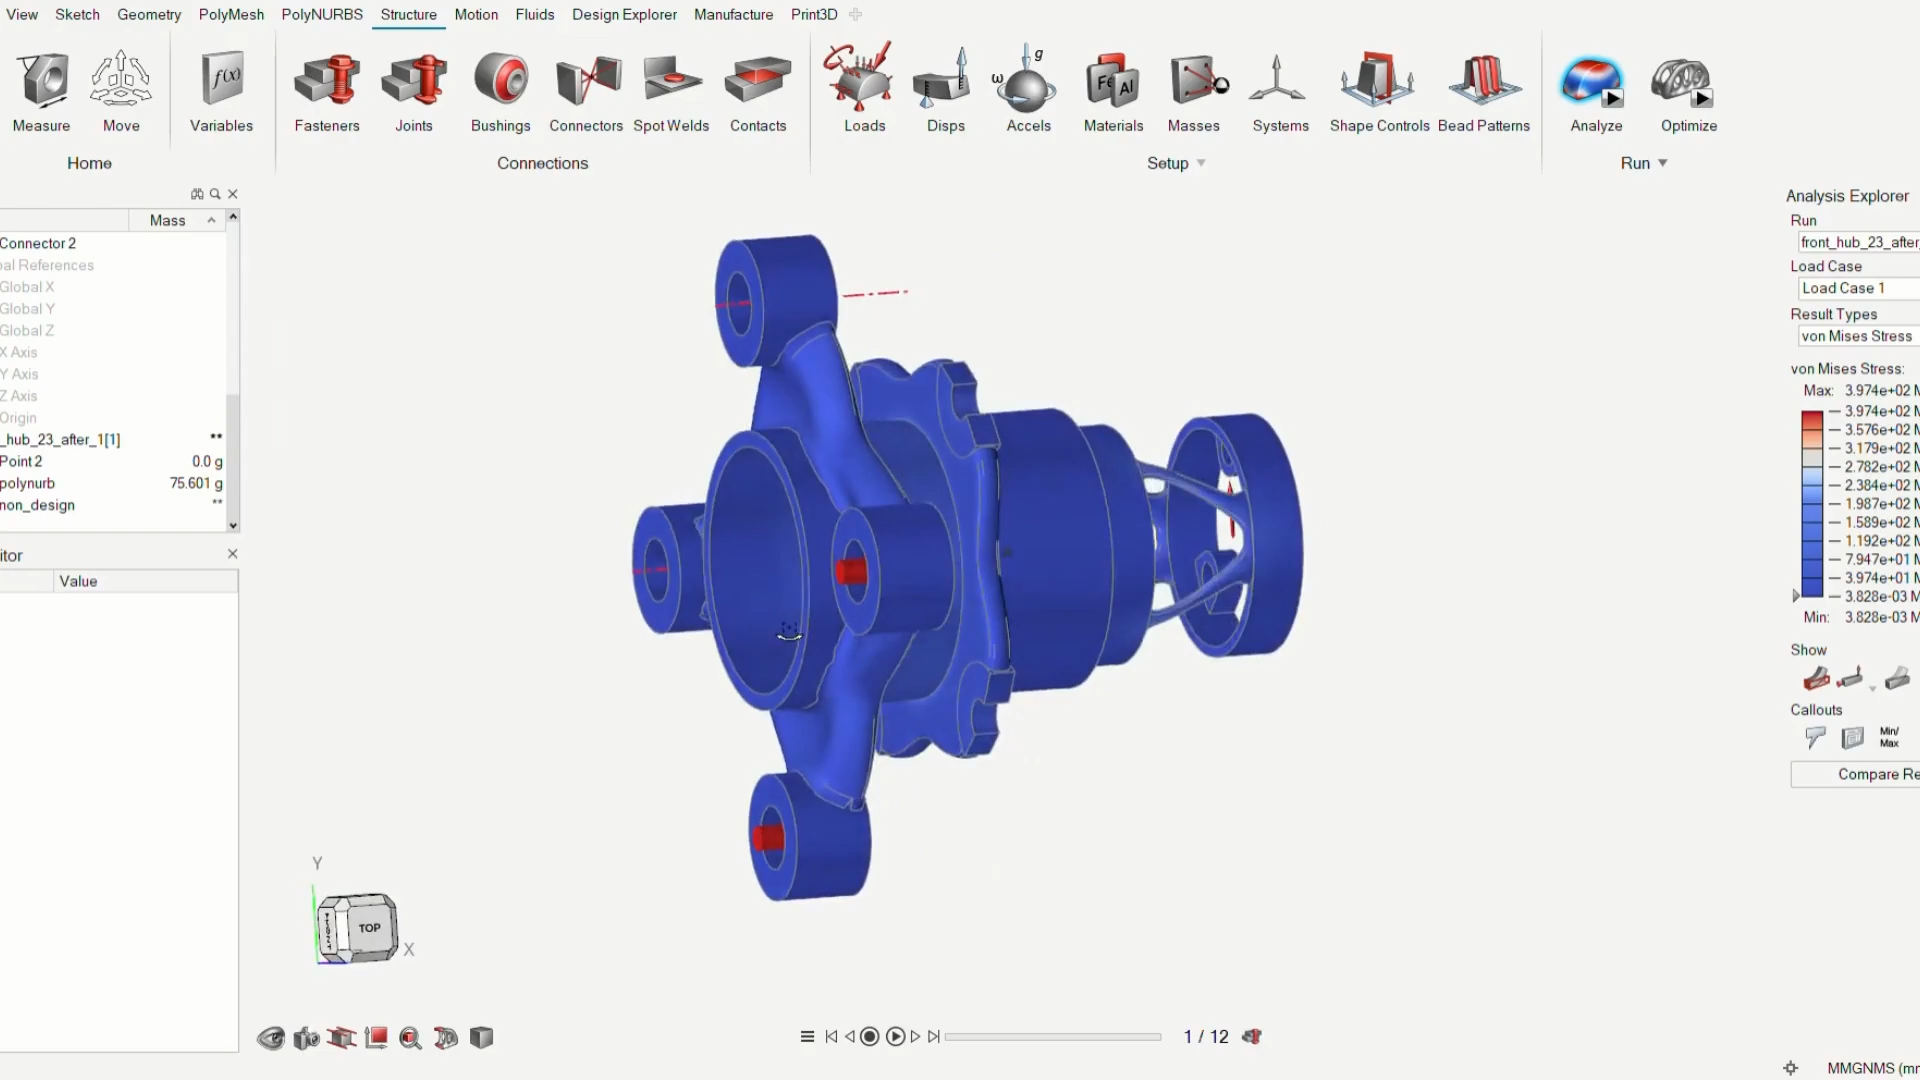 View Sketch Geometry PolyMesh PolyNURBS Structure Motion Fluids Design Explorer Manufacture Print3D
Measure Move Variables Fasteners Joints Bushings Connectors Spot Welds Contacts Loads Disps Accels Materials Masses Systems Shape Controls Bead Patterns Analyze Optimize
f(x)
ω g
Fe Al
Home Connections Setup Run
Mass
Connector 2
bal References
Global X
Global Y
Global Z
X Axis
Y Axis
Z Axis
Origin
_hub_23_after_1[1] **
Point 2 0.0 g
polynurb 75.601 g
non_design **
itor
Value
Y
FRONT
TOP
X
1 / 12
Analysis Explorer
Run
front_hub_23_after_
Load Case
Load Case 1
Result Types
von Mises Stress
von Mises Stress:
Max: 3.974e+02 M
3.974e+02 M
3.576e+02 M
3.179e+02 M
2.782e+02 M
2.384e+02 M
1.987e+02 M
1.589e+02 M
1.192e+02 M
7.947e+01 M
3.974e+01 M
3.828e-03 M
Min: 3.828e-03 M
Show
Callouts
Min/
Max
Compare Re
MMGNMS (mm